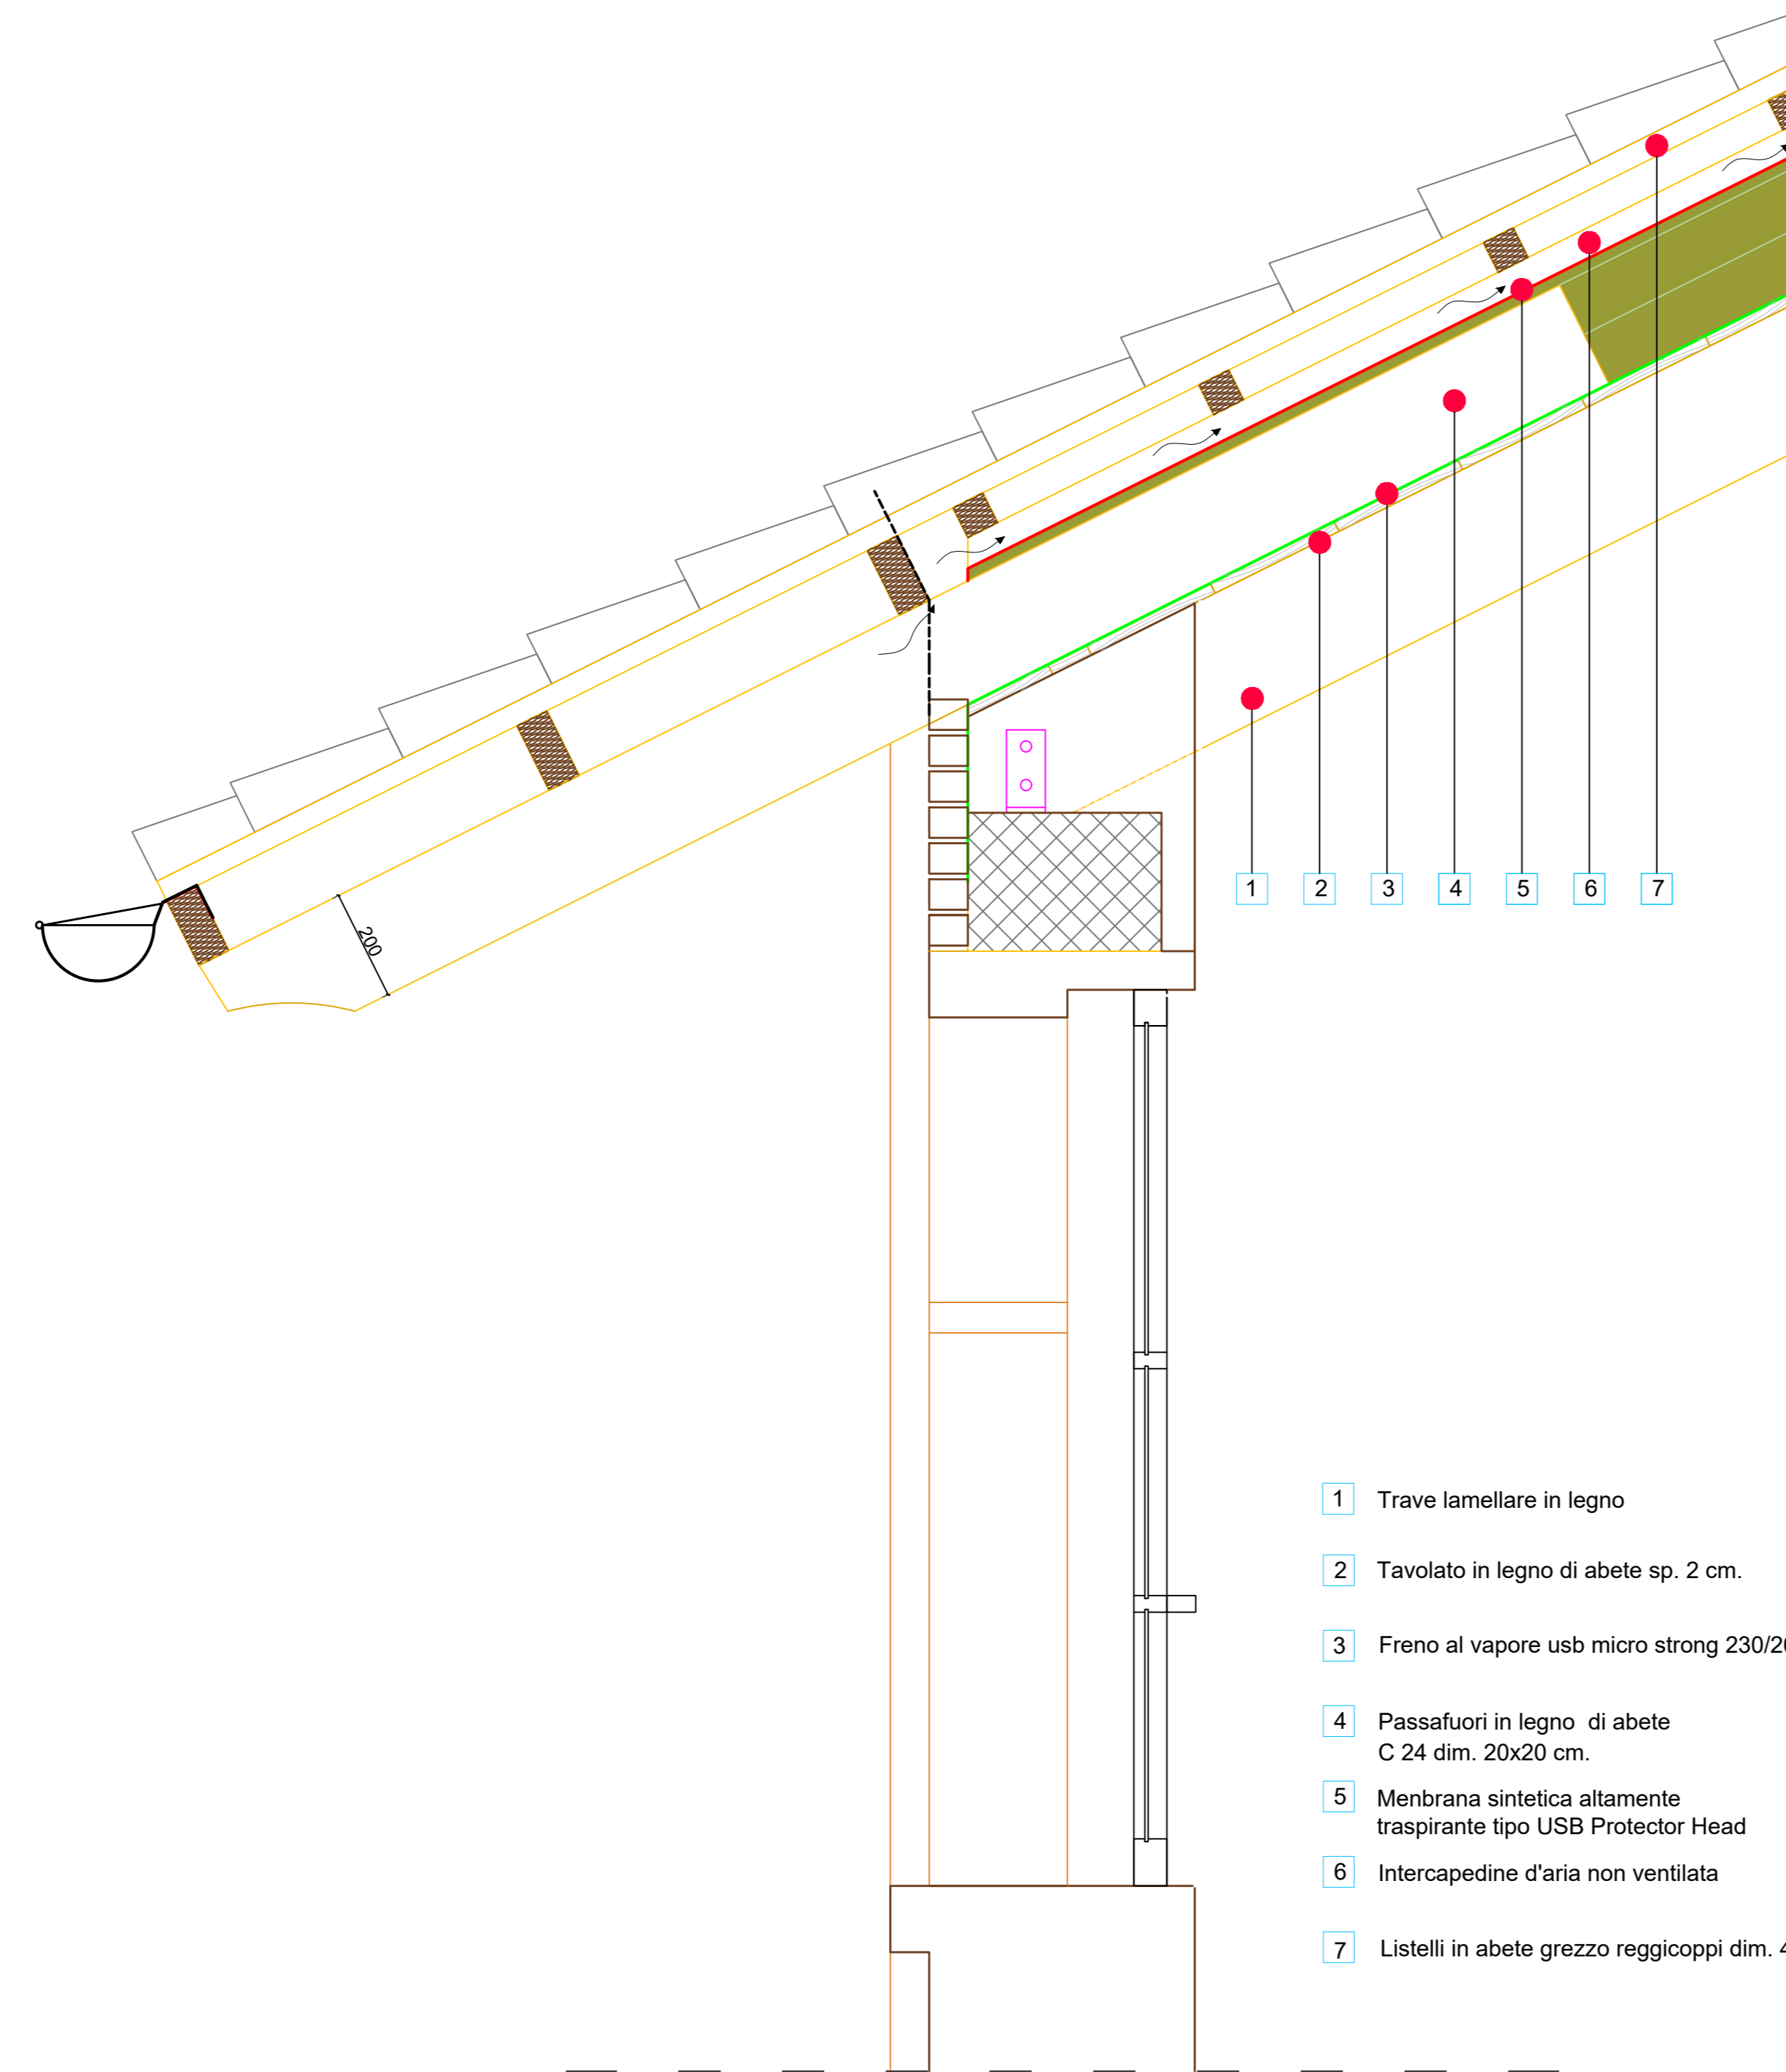 200
1 2 3 4 5 6 7
1 Trave lamellare in legno
2 Tavolato in legno di abete sp. 2 cm.
3 Freno al vapore usb micro strong 230/20
4 Passafuori in legno di abete
C 24 dim. 20x20 cm.
5 Menbrana sintetica altamente
traspirante tipo USB Protector Head
6 Intercapedine d'aria non ventilata
7 Listelli in abete grezzo reggicoppi dim. 4